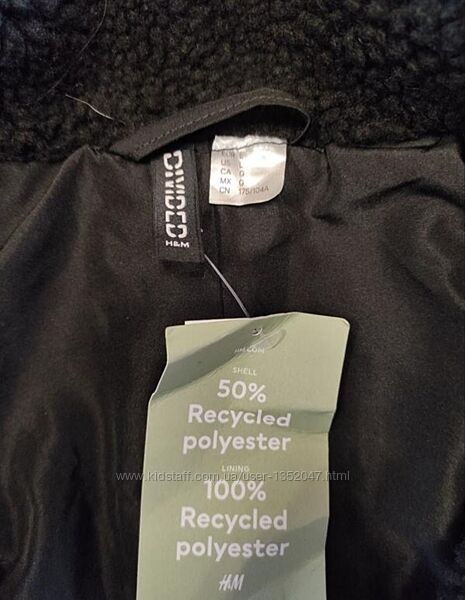 DIVIDED
H&M
EUR L
US L
CA G
MX G
CN 175/104A
HM.COM
SHELL
50%
Recycled
polyester
www.kidstaff.com.ua/user-1352047.html
LINING
100%
Recycled
polyester
H&M